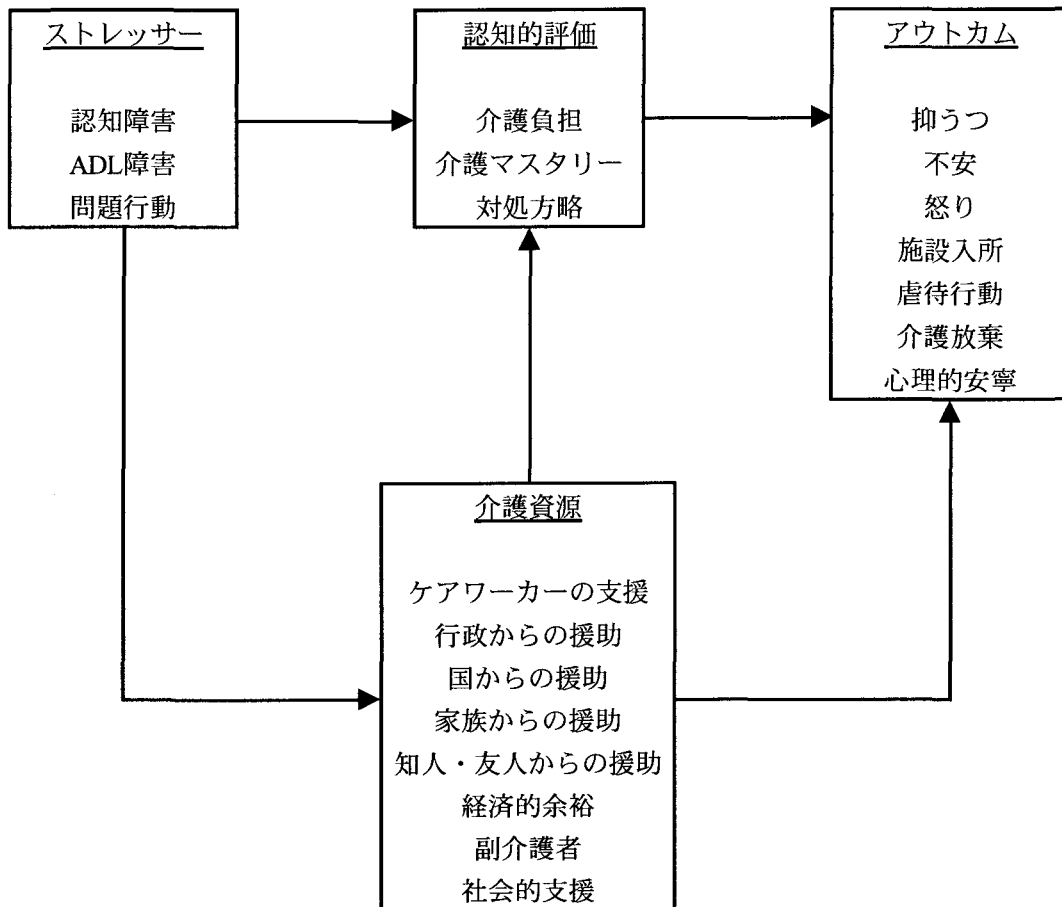 ストレッサー
認知障害
ADL障害
問題行動
認知的評価
介護負担
介護マスタリー
対処方略
アウトカム
抑うつ
不安
怒り
施設入所
虐待行動
介護放棄
心理的安寧
介護資源
ケアワーカーの支援
行政からの援助
国からの援助
家族からの援助
知人・友人からの援助
経済的余裕
副介護者
社会的支援